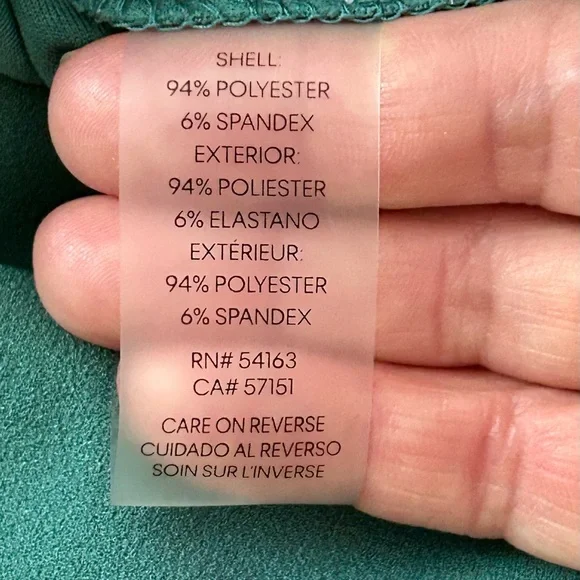 SHELL:
94% POLYESTER
6% SPANDEX
EXTERIOR:
94% POLIESTER
6% ELASTANO
EXTÉRIEUR:
94% POLYESTER
6% SPANDEX
RN# 54163
CA# 57151
CARE ON REVERSE
CUIDADO AL REVERSO
SOIN SUR L'INVERSE